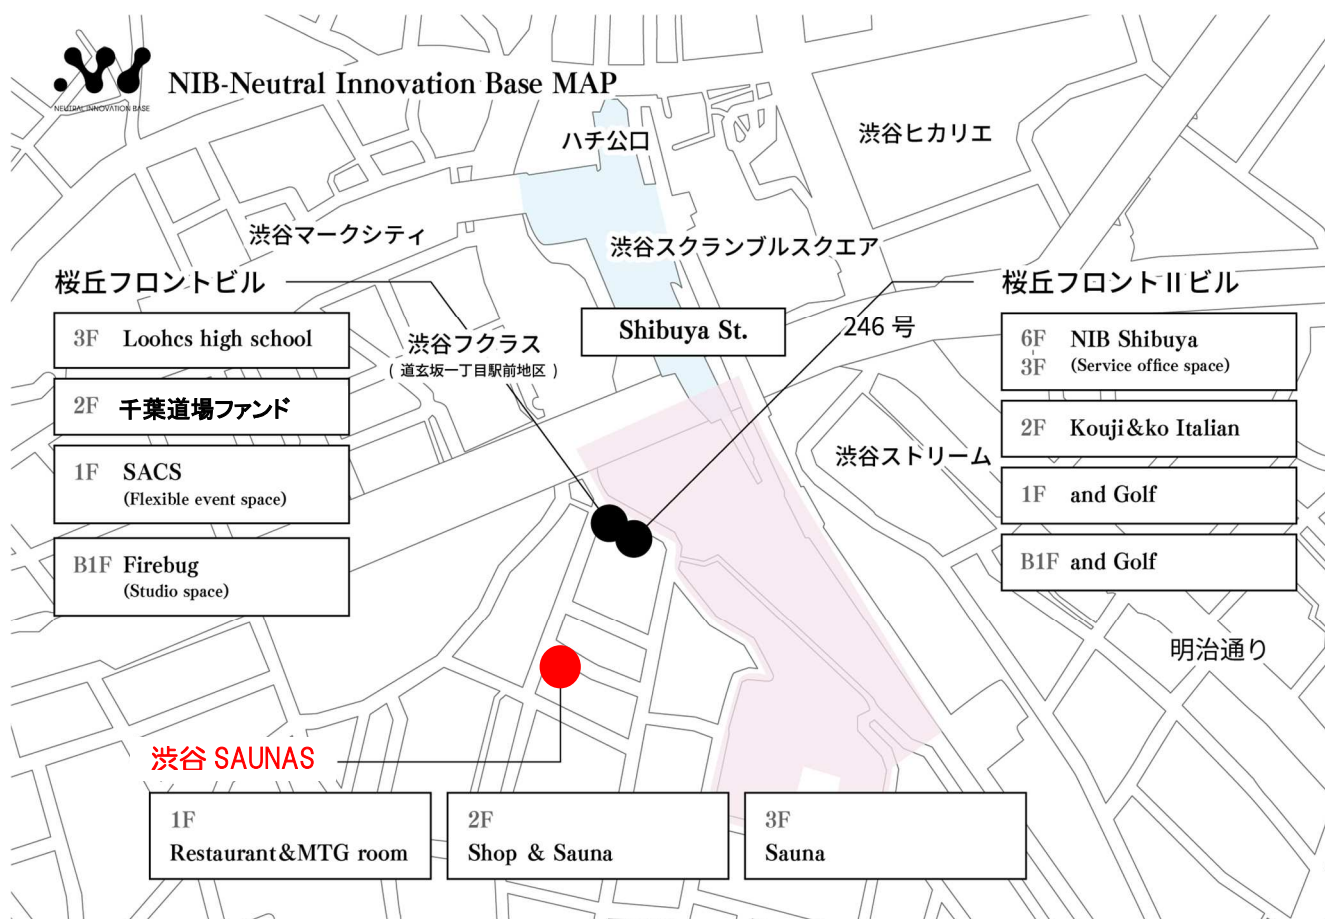 NIB-Neutral Innovation Base MAP
NEUTRAL INNOVATION BASE
ハチ公口
渋谷ヒカリエ
渋谷マークシティ
渋谷スクランブルスクエア
桜丘フロントビル
3F Loohcs high school
2F 千葉道場ファンド
1F SACS
(Flexible event space)
B1F Firebug
(Studio space)
渋谷フクラス
( 道玄坂一丁目駅前地区 )
Shibuya St.
246 号
渋谷ストリーム
桜丘フロントIIビル
6F NIB Shibuya
3F (Service office space)
2F Kouji&ko Italian
1F and Golf
B1F and Golf
明治通り
渋谷 SAUNAS
1F
Restaurant&MTG room
2F
Shop & Sauna
3F
Sauna